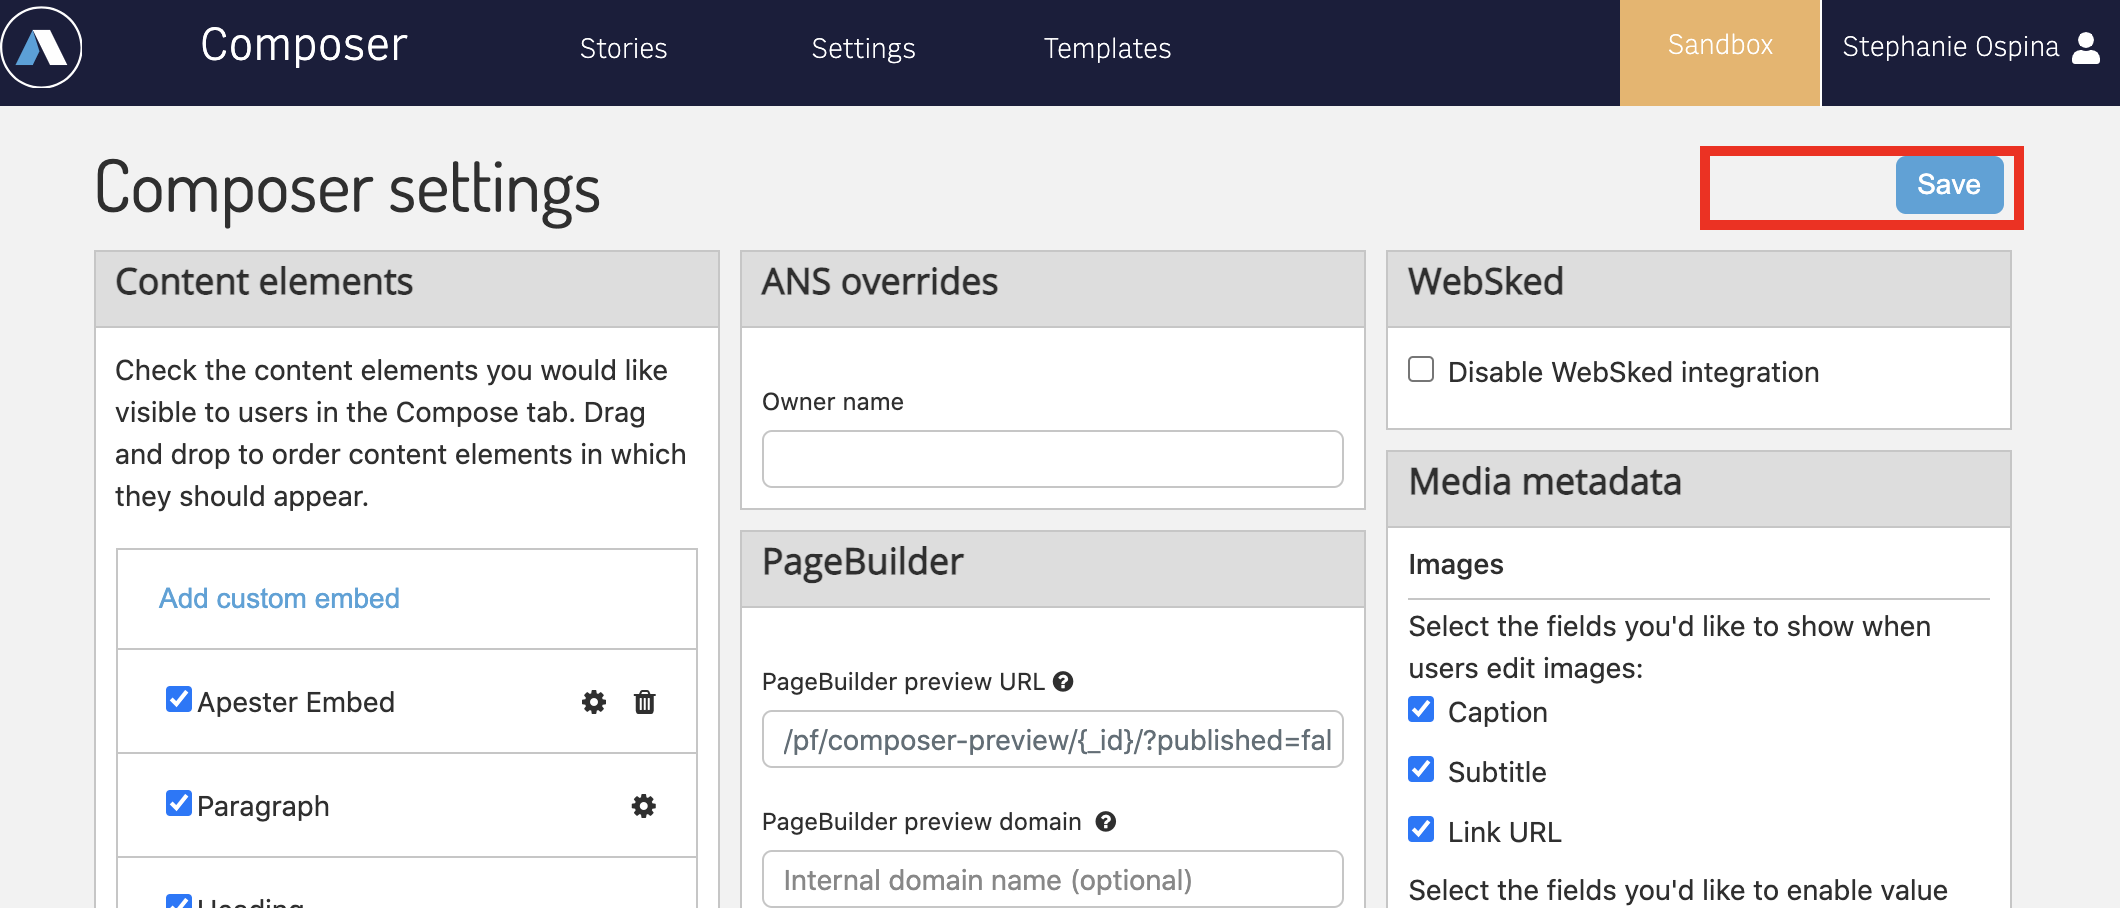 Composer
Stories
Settings
Templates
Sandbox
Stephanie Ospina
Composer settings
Save
Content elements
Check the content elements you would like
visible to users in the Compose tab. Drag
and drop to order content elements in which
they should appear.
Add custom embed
Apester Embed
Paragraph
Heading
ANS overrides
Owner name
PageBuilder
PageBuilder preview URL
/pf/composer-preview/{_id}/?published=fal
PageBuilder preview domain
Internal domain name (optional)
WebSked
Disable WebSked integration
Media metadata
Images
Select the fields you'd like to show when
users edit images:
Caption
Subtitle
Link URL
Select the fields you'd like to enable value